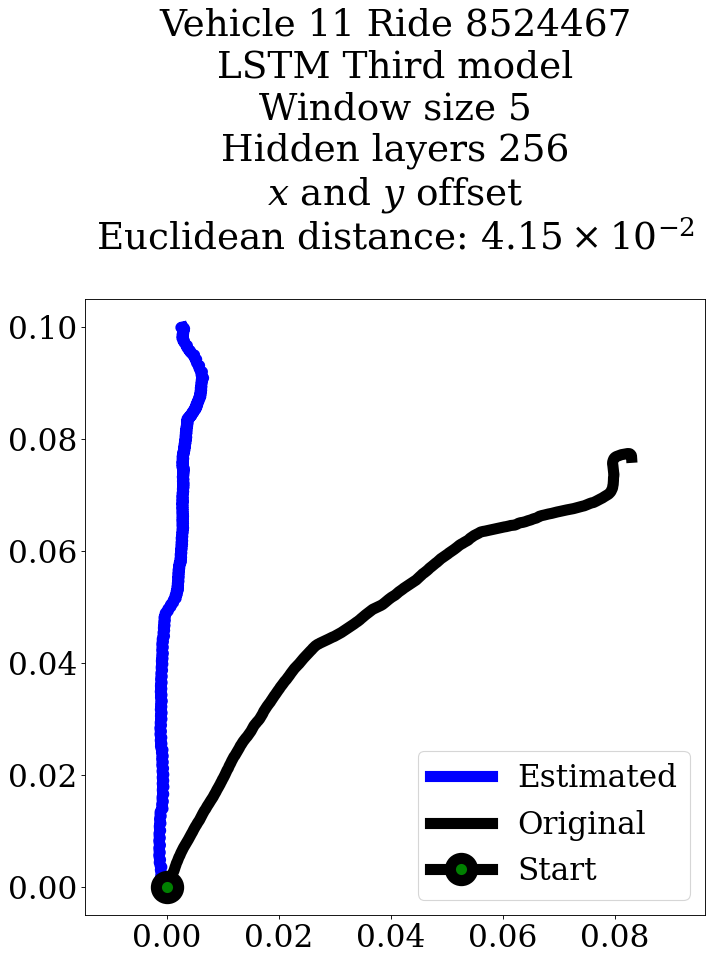 Vehicle 11 Ride 8524467
LSTM Third model
Window size 5
Hidden layers 256
x and y offset
Euclidean distance: 4.15 × 10⁻²
0.10
0.08
0.06
0.04
0.02
0.00
Estimated
Original
Start
0.00 0.02 0.04 0.06 0.08